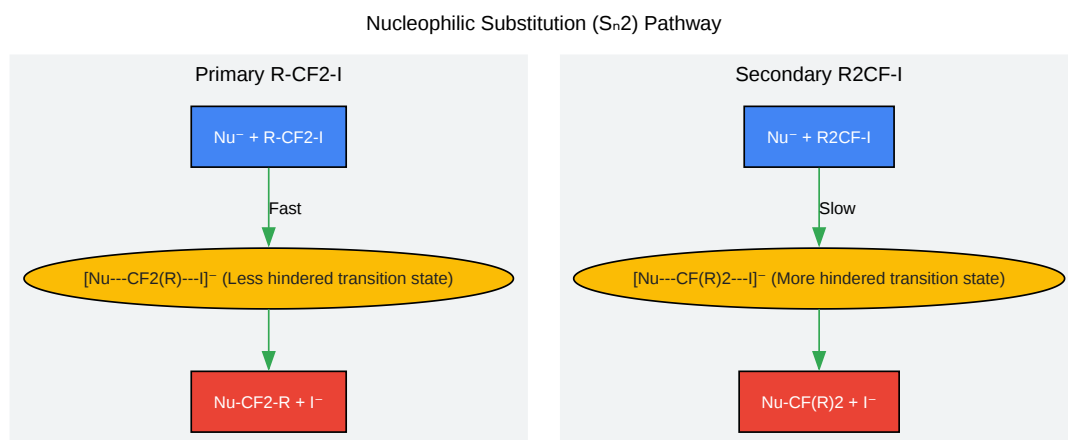 Nucleophilic Substitution (Sₙ2) Pathway
Primary R-CF2-I
Nu⁻ + R-CF2-I
Fast
[Nu---CF2(R)---I]⁻ (Less hindered transition state)
Nu-CF2-R + I⁻
Secondary R2CF-I
Nu⁻ + R2CF-I
Slow
[Nu---CF(R)2---I]⁻ (More hindered transition state)
Nu-CF(R)2 + I⁻